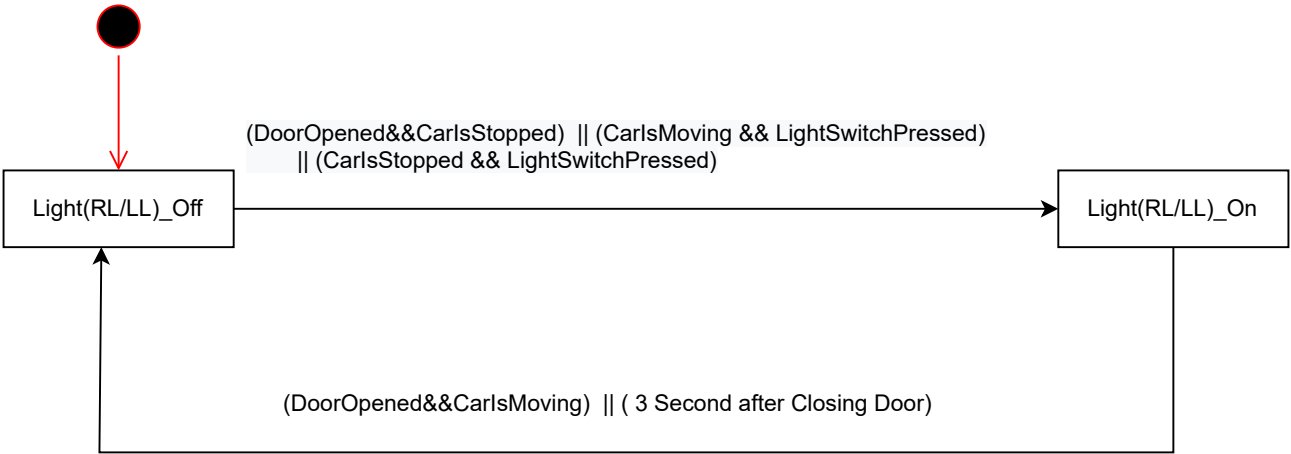 (DoorOpened&&CarIsStopped)  || (CarIsMoving && LightSwitchPressed)
|| (CarIsStopped && LightSwitchPressed)
Light(RL/LL)_Off
Light(RL/LL)_On
(DoorOpened&&CarIsMoving)  || ( 3 Second after Closing Door)